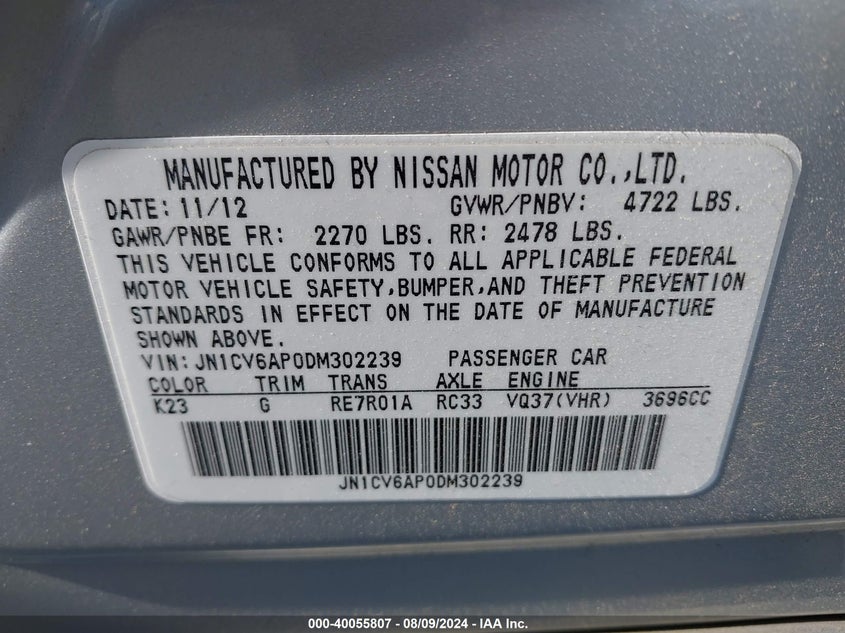 MANUFACTURED BY NISSAN MOTOR CO.,LTD.
DATE: 11/12 GVWR/PNBV: 4722 LBS.
GAWR/PNBE FR: 2270 LBS. RR: 2478 LBS.
THIS VEHICLE CONFORMS TO ALL APPLICABLE FEDERAL
MOTOR VEHICLE SAFETY,BUMPER,AND THEFT PREVENTION
STANDARDS IN EFFECT ON THE DATE OF MANUFACTURE
SHOWN ABOVE.
VIN: JN1CV6AP0DM302239 PASSENGER CAR
COLOR TRIM TRANS AXLE ENGINE
K23 G RE7R01A RC33 VQ37(VHR) 3696CC
JN1CV6AP0DM302239
000-40055807 - 08/09/2024 - IAA Inc.